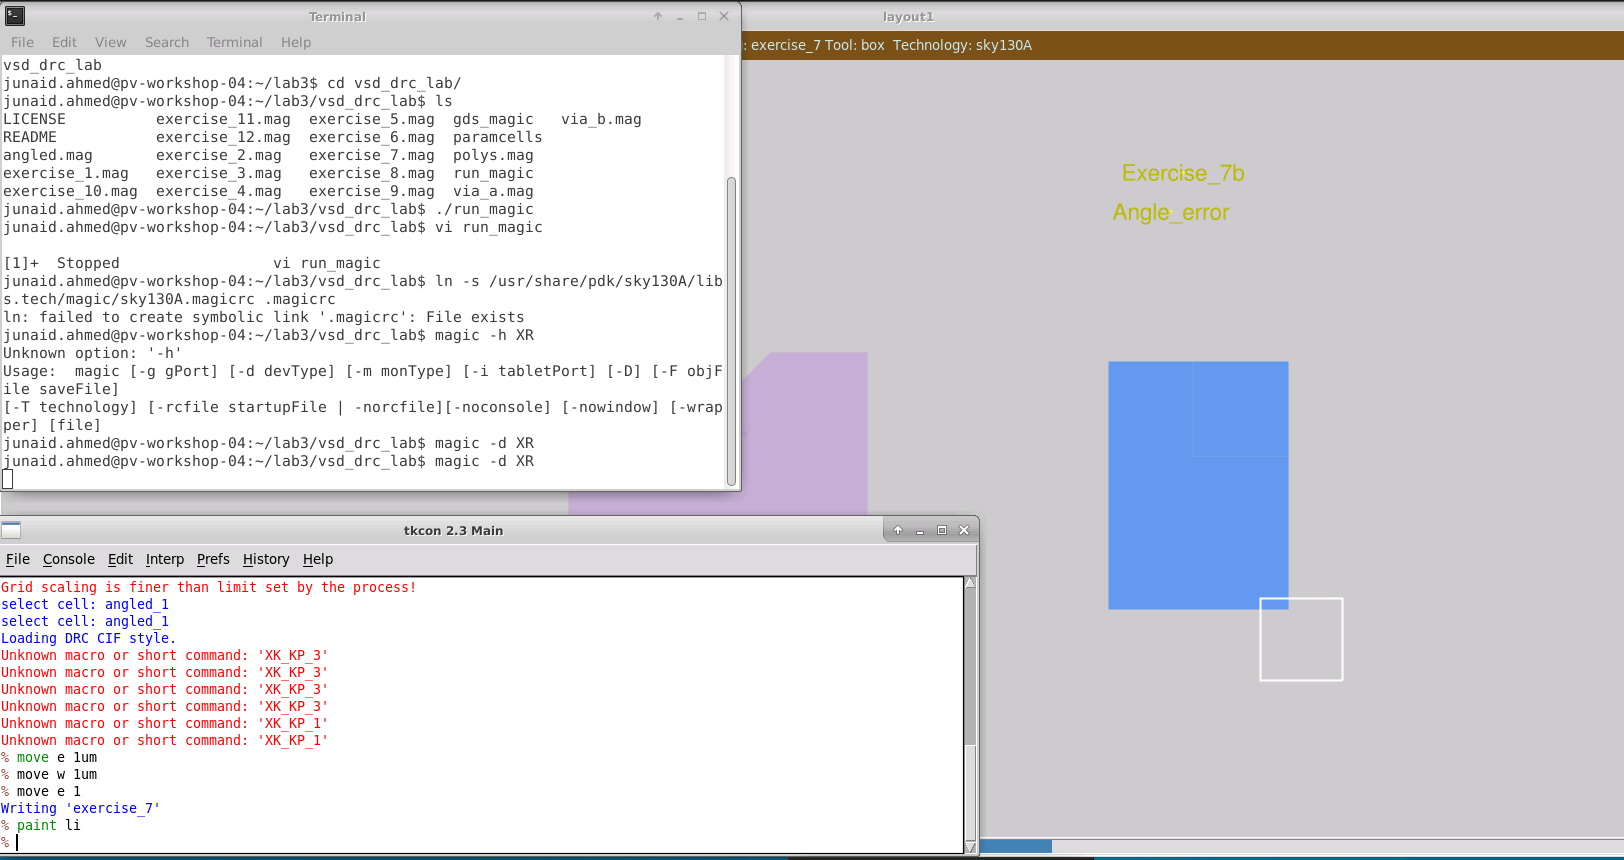 Terminal
File Edit View Search Terminal Help
vsd_drc_lab
junaid.ahmed@pv-workshop-04:~/lab3$ cd vsd_drc_lab/
junaid.ahmed@pv-workshop-04:~/lab3/vsd_drc_lab$ ls
LICENSE exercise_11.mag exercise_5.mag gds_magic via_b.mag
README exercise_12.mag exercise_6.mag paramcells
angled.mag exercise_2.mag exercise_7.mag polys.mag
exercise_1.mag exercise_3.mag exercise_8.mag run_magic
exercise_10.mag exercise_4.mag exercise_9.mag via_a.mag
junaid.ahmed@pv-workshop-04:~/lab3/vsd_drc_lab$ ./run_magic
junaid.ahmed@pv-workshop-04:~/lab3/vsd_drc_lab$ vi run_magic
[1]+ Stopped vi run_magic
junaid.ahmed@pv-workshop-04:~/lab3/vsd_drc_lab$ ln -s /usr/share/pdk/sky130A/lib
s.tech/magic/sky130A.magicrc .magicrc
ln: failed to create symbolic link '.magicrc': File exists
junaid.ahmed@pv-workshop-04:~/lab3/vsd_drc_lab$ magic -h XR
Unknown option: '-h'
Usage: magic [-g gPort] [-d devType] [-m monType] [-i tabletPort] [-D] [-F objF
ile saveFile]
[-T technology] [-rcfile startupFile | -norcfile][-noconsole] [-nowindow] [-wrap
per] [file]
junaid.ahmed@pv-workshop-04:~/lab3/vsd_drc_lab$ magic -d XR
junaid.ahmed@pv-workshop-04:~/lab3/vsd_drc_lab$ magic -d XR
layout1
: exercise_7 Tool: box Technology: sky130A
Exercise_7b
Angle_error
tkcon 2.3 Main
File Console Edit Interp Prefs History Help
Grid scaling is finer than limit set by the process!
select cell: angled_1
select cell: angled_1
Loading DRC CIF style.
Unknown macro or short command: 'XK_KP_3'
Unknown macro or short command: 'XK_KP_3'
Unknown macro or short command: 'XK_KP_3'
Unknown macro or short command: 'XK_KP_3'
Unknown macro or short command: 'XK_KP_1'
Unknown macro or short command: 'XK_KP_1'
% move e 1um
% move w 1um
% move e 1
Writing 'exercise_7'
% paint li
%